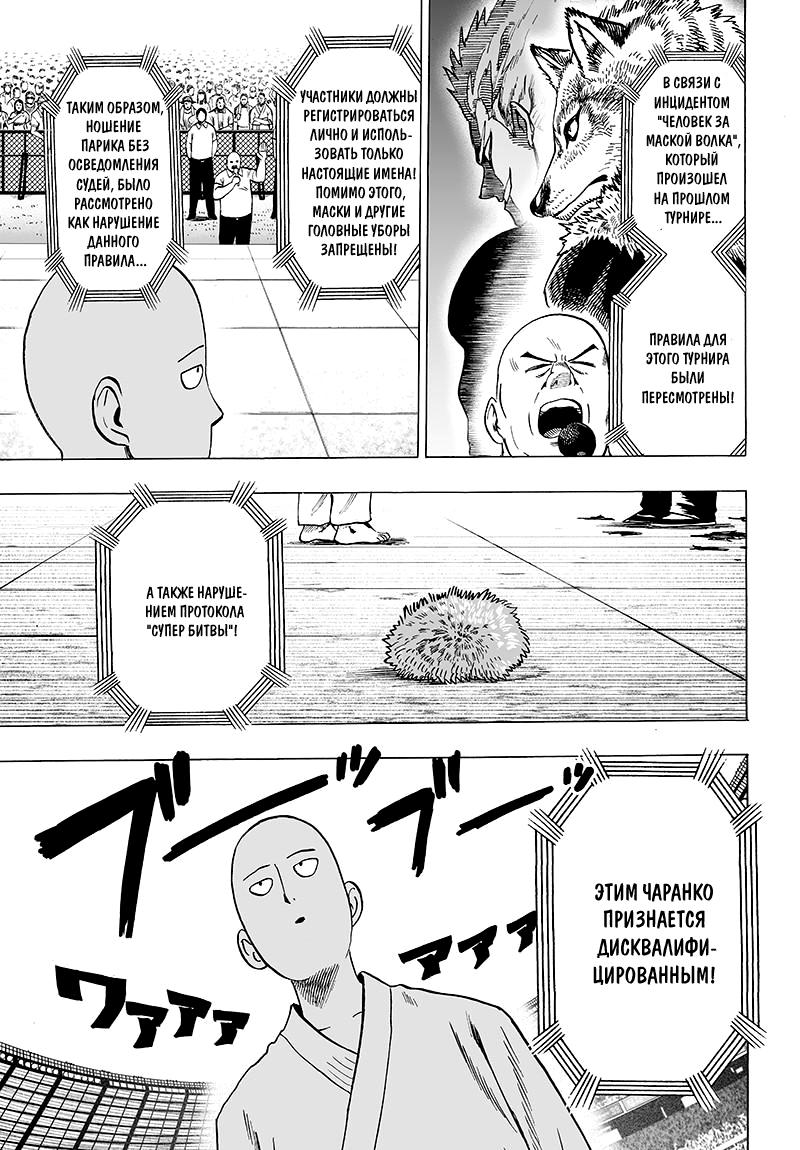 В СВЯЗИ С
ИНЦИДЕНТОМ
"ЧЕЛОВЕК ЗА
МАСКОЙ ВОЛКА",
КОТОРЫЙ
ПРОИЗОШЕЛ
НА ПРОШЛОМ
ТУРНИРЕ...
ПРАВИЛА ДЛЯ
ЭТОГО ТУРНИРА
БЫЛИ
ПЕРЕСМОТРЕНЫ!
УЧАСТНИКИ ДОЛЖНЫ
РЕГИСТРИРОВАТЬСЯ
ЛИЧНО И ИСПОЛЬ-
ЗОВАТЬ ТОЛЬКО
НАСТОЯЩИЕ ИМЕНА!
ПОМИМО ЭТОГО,
МАСКИ И ДРУГИЕ
ГОЛОВНЫЕ УБОРЫ
ЗАПРЕЩЕНЫ!
ТАКИМ ОБРАЗОМ,
НОШЕНИЕ
ПАРИКА БЕЗ
ОСВЕДОМЛЕНИЯ
СУДЕЙ, БЫЛО
РАССМОТРЕНО
КАК НАРУШЕНИЕ
ДАННОГО
ПРАВИЛА...
А ТАКЖЕ НАРУШЕ-
НИЕМ ПРОТОКОЛА
"СУПЕР БИТВЫ"!
ЭТИМ ЧАРАНКО
ПРИЗНАЕТСЯ
ДИСКВАЛИФИ-
ЦИРОВАННЫМ!
ブーッ
ブーッ
ワァァァ
アァァ